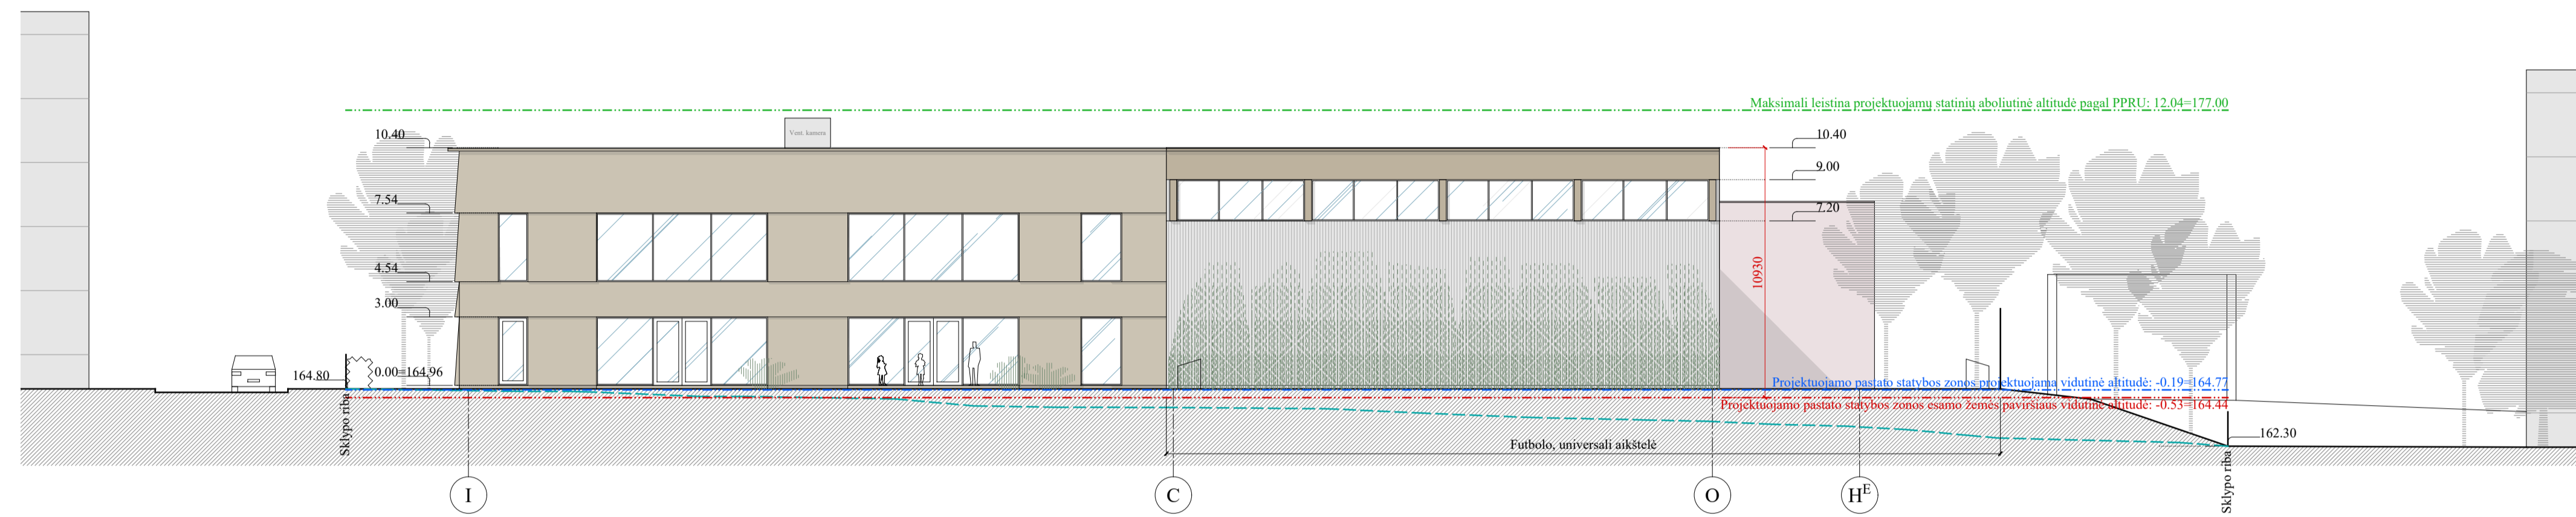 Maksimali leistina projektuojamų statinių aboliutinė altitudė pagal PPRU: 12.04=177.00
Vent. kamera
10.40
10.40
9.00
7.54
7.20
4.54
10930
3.00
164.80
0.00=164.96
Projektuojamo pastato statybos zonos projektuojama vidutinė altitudė: -0.19=164.77
Projektuojamo pastato statybos zonos esamo žemės paviršiaus vidutinė altitudė: -0.53=164.44
Sklypo riba
Futbolo, universali aikštelė
162.30
Sklypo riba
I
C
O
HE